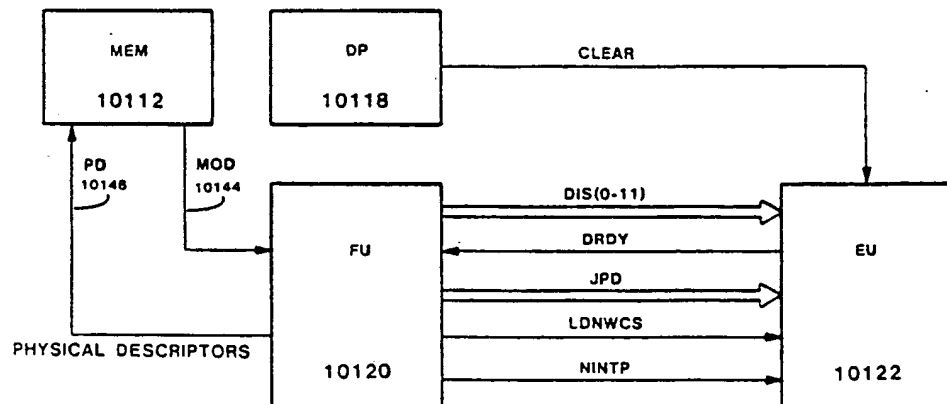 MEM
10112
DP
10118
CLEAR
PD
10146
MOD
10144
FU
10120
DIS(0-11)
DRDY
JPD
LDNWCS
NINTP
EU
10122
PHYSICAL DESCRIPTORS